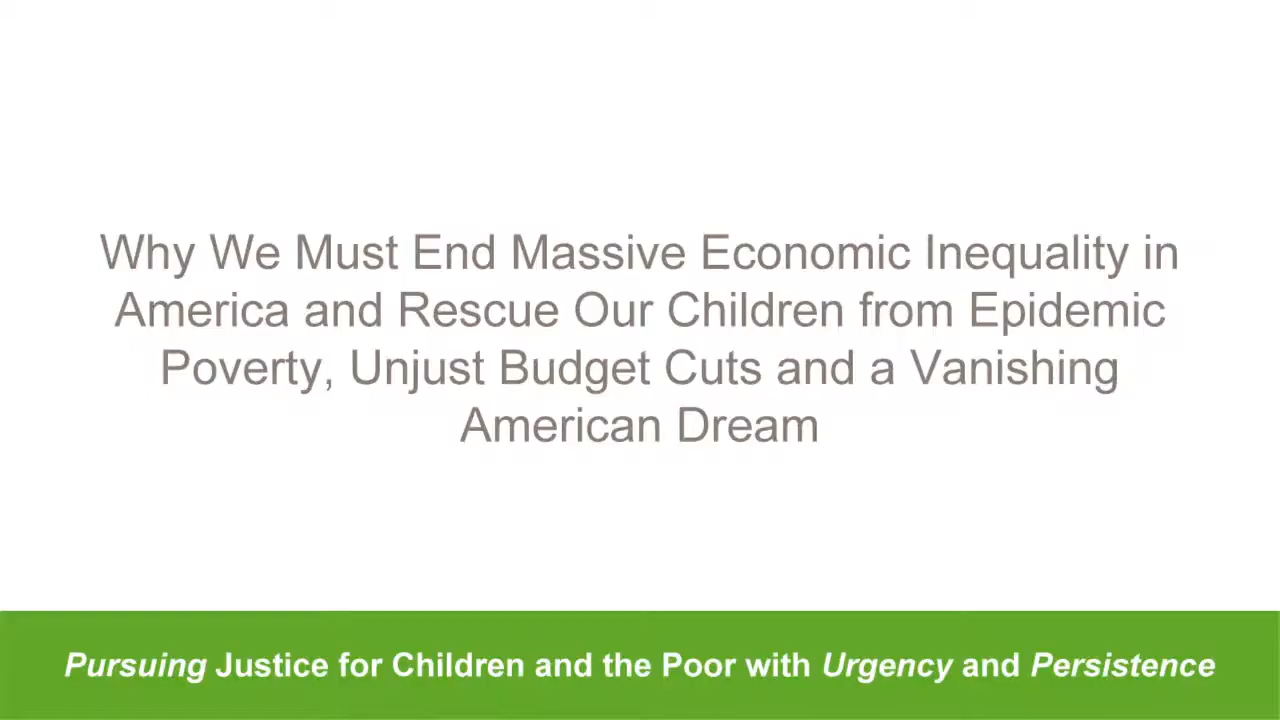 Why We Must End Massive Economic Inequality in
America and Rescue Our Children from Epidemic
Poverty, Unjust Budget Cuts and a Vanishing
American Dream
Pursuing Justice for Children and the Poor with Urgency and Persistence